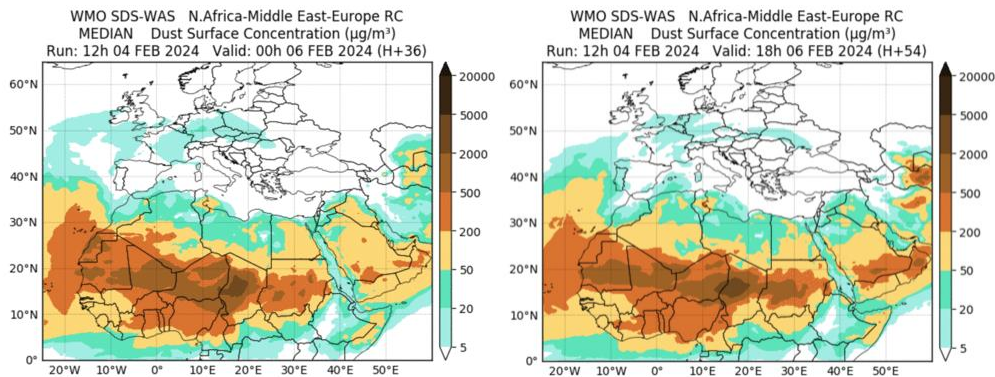 WMO SDS-WAS N.Africa-Middle East-Europe RC
MEDIAN Dust Surface Concentration (μg/m³)
Run: 12h 04 FEB 2024 Valid: 00h 06 FEB 2024 (H+36)
60°N
50°N
40°N
30°N
20°N
10°N
0°
20°W
10°W
0°
10°E
20°E
30°E
40°E
50°E
20000
5000
2000
500
200
50
20
5
WMO SDS-WAS N.Africa-Middle East-Europe RC
MEDIAN Dust Surface Concentration (μg/m³)
Run: 12h 04 FEB 2024 Valid: 18h 06 FEB 2024 (H+54)
60°N
50°N
40°N
30°N
20°N
10°N
0°
20°W
10°W
0°
10°E
20°E
30°E
40°E
50°E
20000
5000
2000
500
200
50
20
5